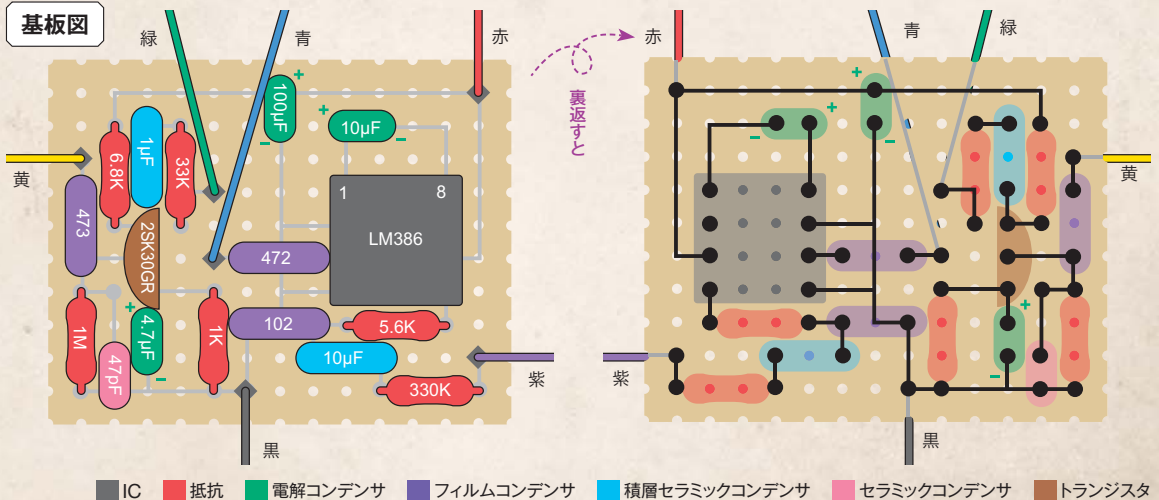 基板図
緑
青
赤
裏返すと
赤
青
緑
黄
黄
100μF
+
-
+
10μF
-
6.8K
1μF
33K
473
2SK30GR
1
8
LM386
472
102
5.6K
10μF
330K
1M
47pF
+
4.7μF
-
1K
紫
黒
+
-
+
-
+
-
紫
黒
IC
抵抗
電解コンデンサ
フィルムコンデンサ
積層セラミックコンデンサ
セラミックコンデンサ
トランジスタ